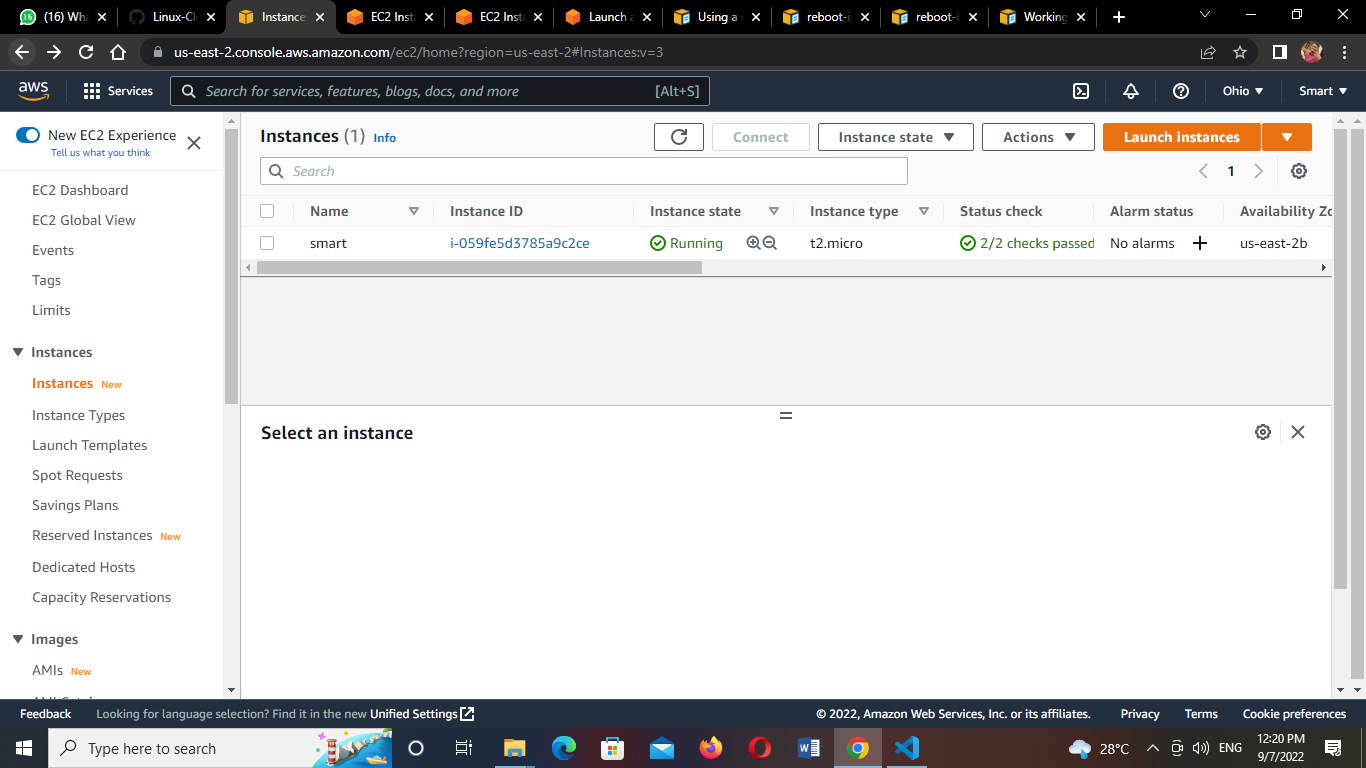 (16) Wha
Linux-Cl
Instance
EC2 Inst
EC2 Inst
Launch a
Using a
reboot-i
reboot-i
Working
us-east-2.console.aws.amazon.com/ec2/home?region=us-east-2#Instances:v=3
aws
Services
Search for services, features, blogs, docs, and more
[Alt+S]
Ohio
Smart
New EC2 Experience
Tell us what you think
EC2 Dashboard
EC2 Global View
Events
Tags
Limits
Instances
Instances New
Instance Types
Launch Templates
Spot Requests
Savings Plans
Reserved Instances New
Dedicated Hosts
Capacity Reservations
Images
AMIs New
Instances (1) Info
Connect
Instance state
Actions
Launch instances
Search
1
Name
Instance ID
Instance state
Instance type
Status check
Alarm status
Availability Zo
smart
i-059fe5d3785a9c2ce
Running
t2.micro
2/2 checks passed
No alarms
us-east-2b
Select an instance
Feedback
Looking for language selection? Find it in the new Unified Settings
© 2022, Amazon Web Services, Inc. or its affiliates.
Privacy
Terms
Cookie preferences
Type here to search
28°C
ENG
12:20 PM
9/7/2022